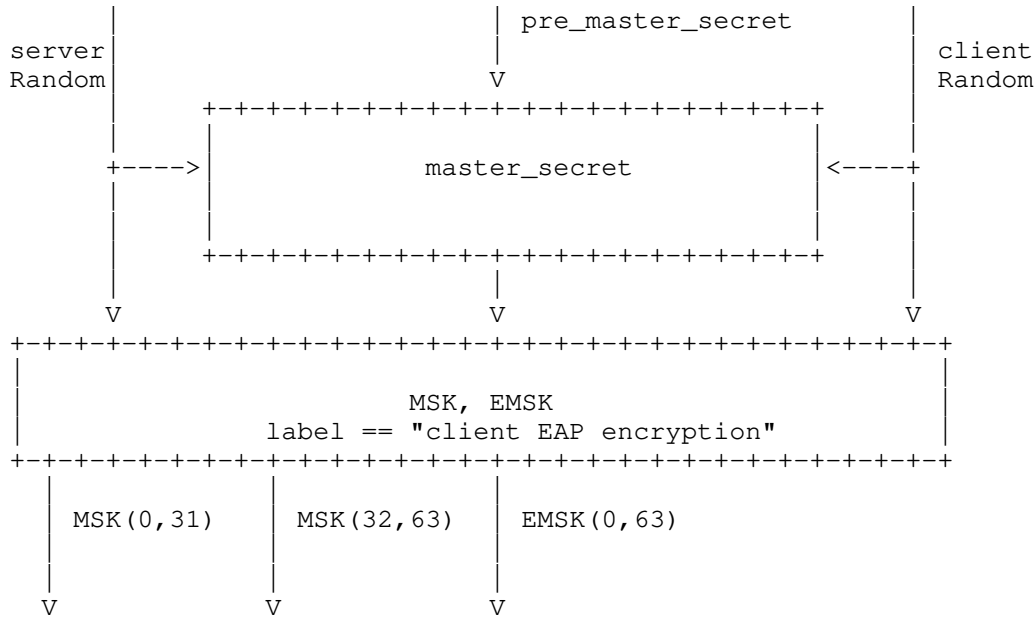 pre_master_secret
server client
Random V Random
+-+-+-+-+-+-+-+-+-+-+-+-+-+-+-+-+-+-+-+
+---->| master_secret |<----+
+-+-+-+-+-+-+-+-+-+-+-+-+-+-+-+-+-+-+-+
V V V
+-+-+-+-+-+-+-+-+-+-+-+-+-+-+-+-+-+-+-+-+-+-+-+-+-+-+-+-+-+
MSK, EMSK
label == "client EAP encryption"
+-+-+-+-+-+-+-+-+-+-+-+-+-+-+-+-+-+-+-+-+-+-+-+-+-+-+-+-+-+
MSK(0,31) MSK(32,63) EMSK(0,63)
V V V